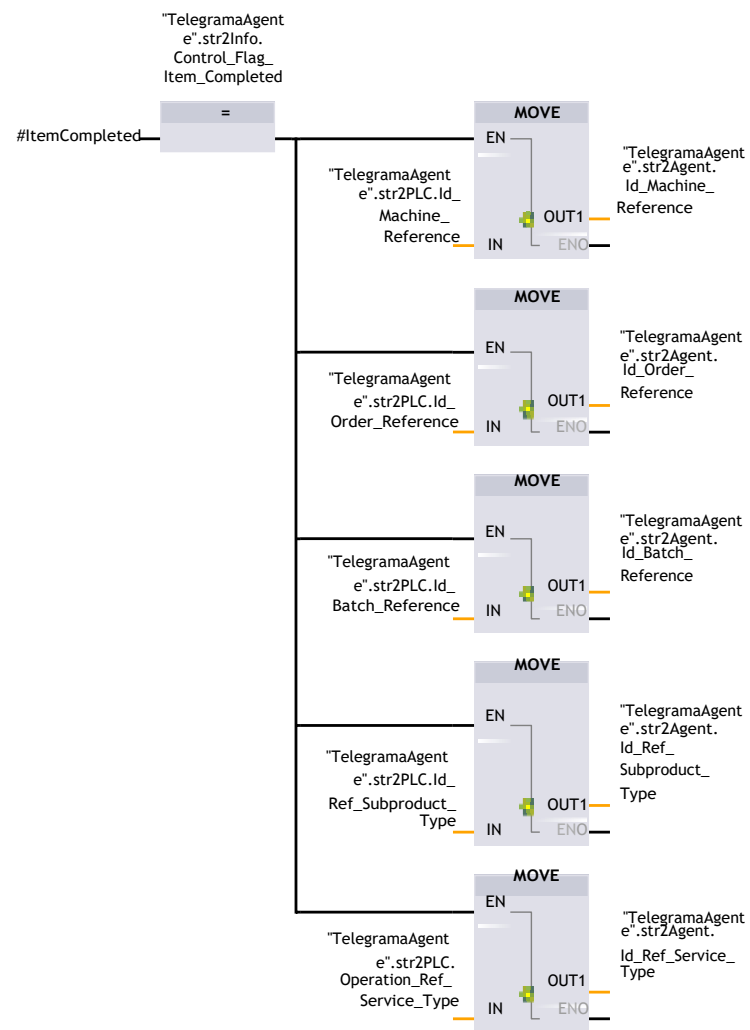 "TelegramaAgent
e".str2Info.
Control_Flag_
Item_Completed
=
#ItemCompleted
MOVE
EN
"TelegramaAgent
e".str2PLC.Id_
Machine_
Reference
IN
OUT1
ENO
"TelegramaAgent
e".str2Agent.
Id_Machine_
Reference
MOVE
EN
"TelegramaAgent
e".str2PLC.Id_
Order_Reference
IN
OUT1
ENO
"TelegramaAgent
e".str2Agent.
Id_Order_
Reference
MOVE
EN
"TelegramaAgent
e".str2PLC.Id_
Batch_Reference
IN
OUT1
ENO
"TelegramaAgent
e".str2Agent.
Id_Batch_
Reference
MOVE
EN
"TelegramaAgent
e".str2PLC.Id_
Ref_Subproduct_
Type
IN
OUT1
ENO
"TelegramaAgent
e".str2Agent.
Id_Ref_
Subproduct_
Type
MOVE
EN
"TelegramaAgent
e".str2PLC.
Operation_Ref_
Service_Type
IN
OUT1
ENO
"TelegramaAgent
e".str2Agent.
Id_Ref_Service_
Type